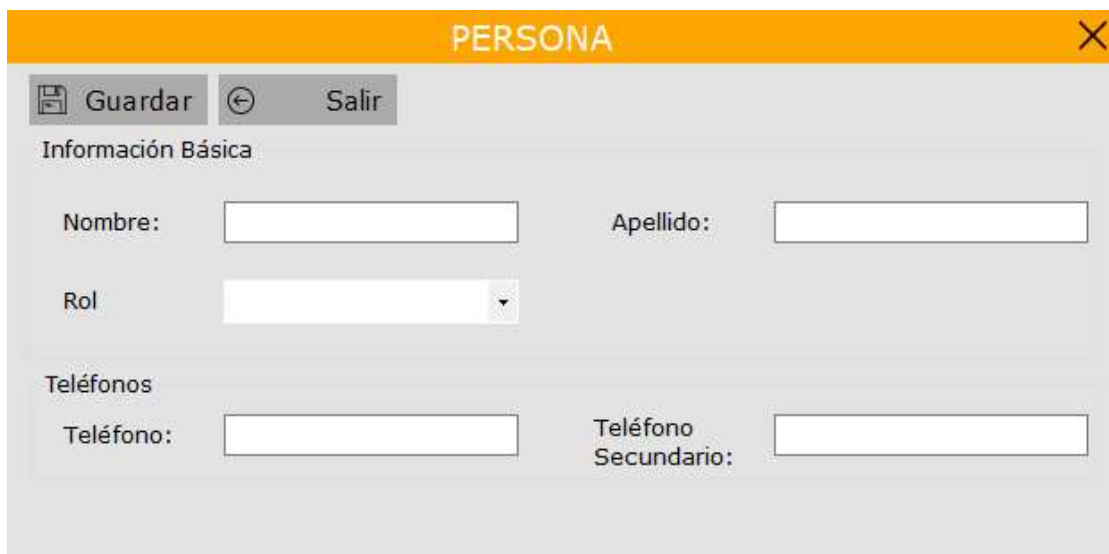 PERSONA
Guardar Salir
Información Básica
Nombre: Apellido:
Rol
Teléfonos
Teléfono: Teléfono
Secundario: